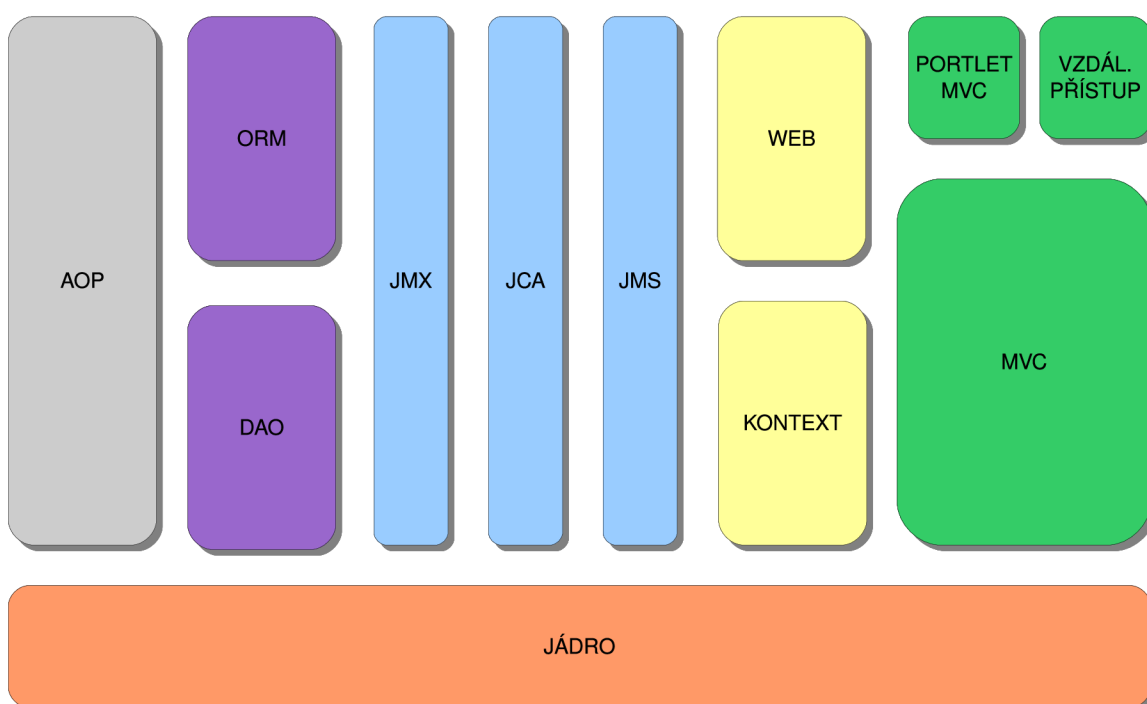 PORTLET
MVC
VZDÁL.
PŘÍSTUP
ORM
WEB
AOP
JMX
JCA
JMS
MVC
DAO
KONTEXT
JÁDRO